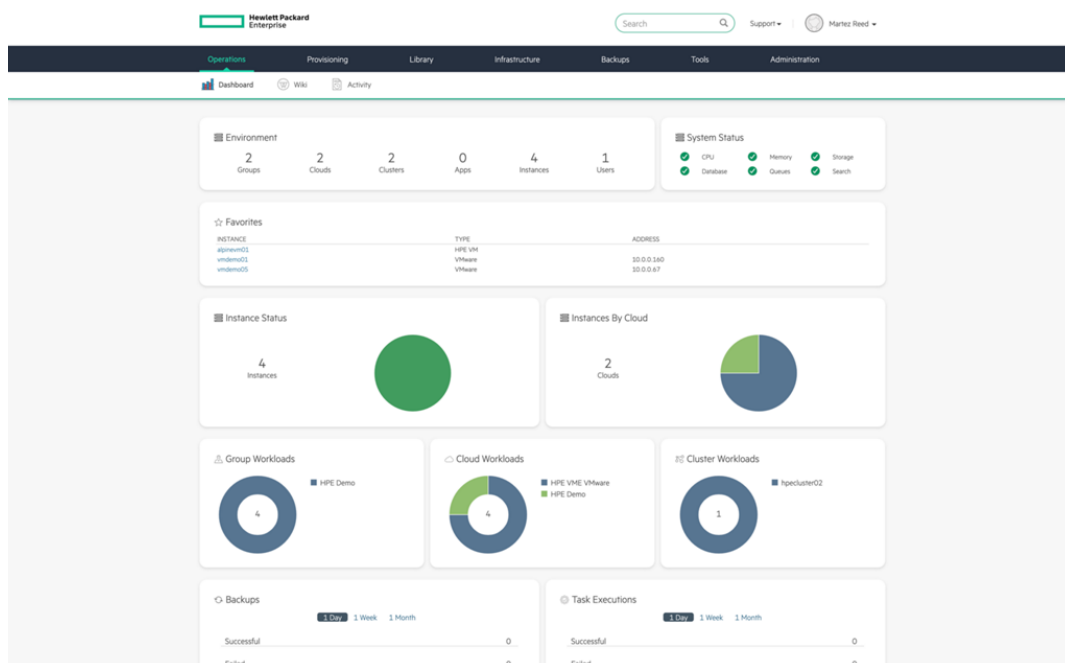 Hewlett Packard
Enterprise
Search
Support
Martez Reed
Operations Provisioning Library Infrastructure Backups Tools Administration
Dashboard Wiki Activity
Environment
2 2 2 0 4 1
Groups Clouds Clusters Apps Instances Users
System Status
CPU Memory Storage
Database Queues Search
Favorites
INSTANCE TYPE ADDRESS
alpinevm01 HPE VM
vmdemo01 VMware 10.0.0.160
vmdemo05 VMware 10.0.0.67
Instance Status
4
Instances
Instances By Cloud
2
Clouds
Group Workloads
4
HPE Demo
Cloud Workloads
4
HPE VME VMware
HPE Demo
Cluster Workloads
1
hpecluster02
Backups
1 Day 1 Week 1 Month
Successful 0
Task Executions
1 Day 1 Week 1 Month
Successful 0